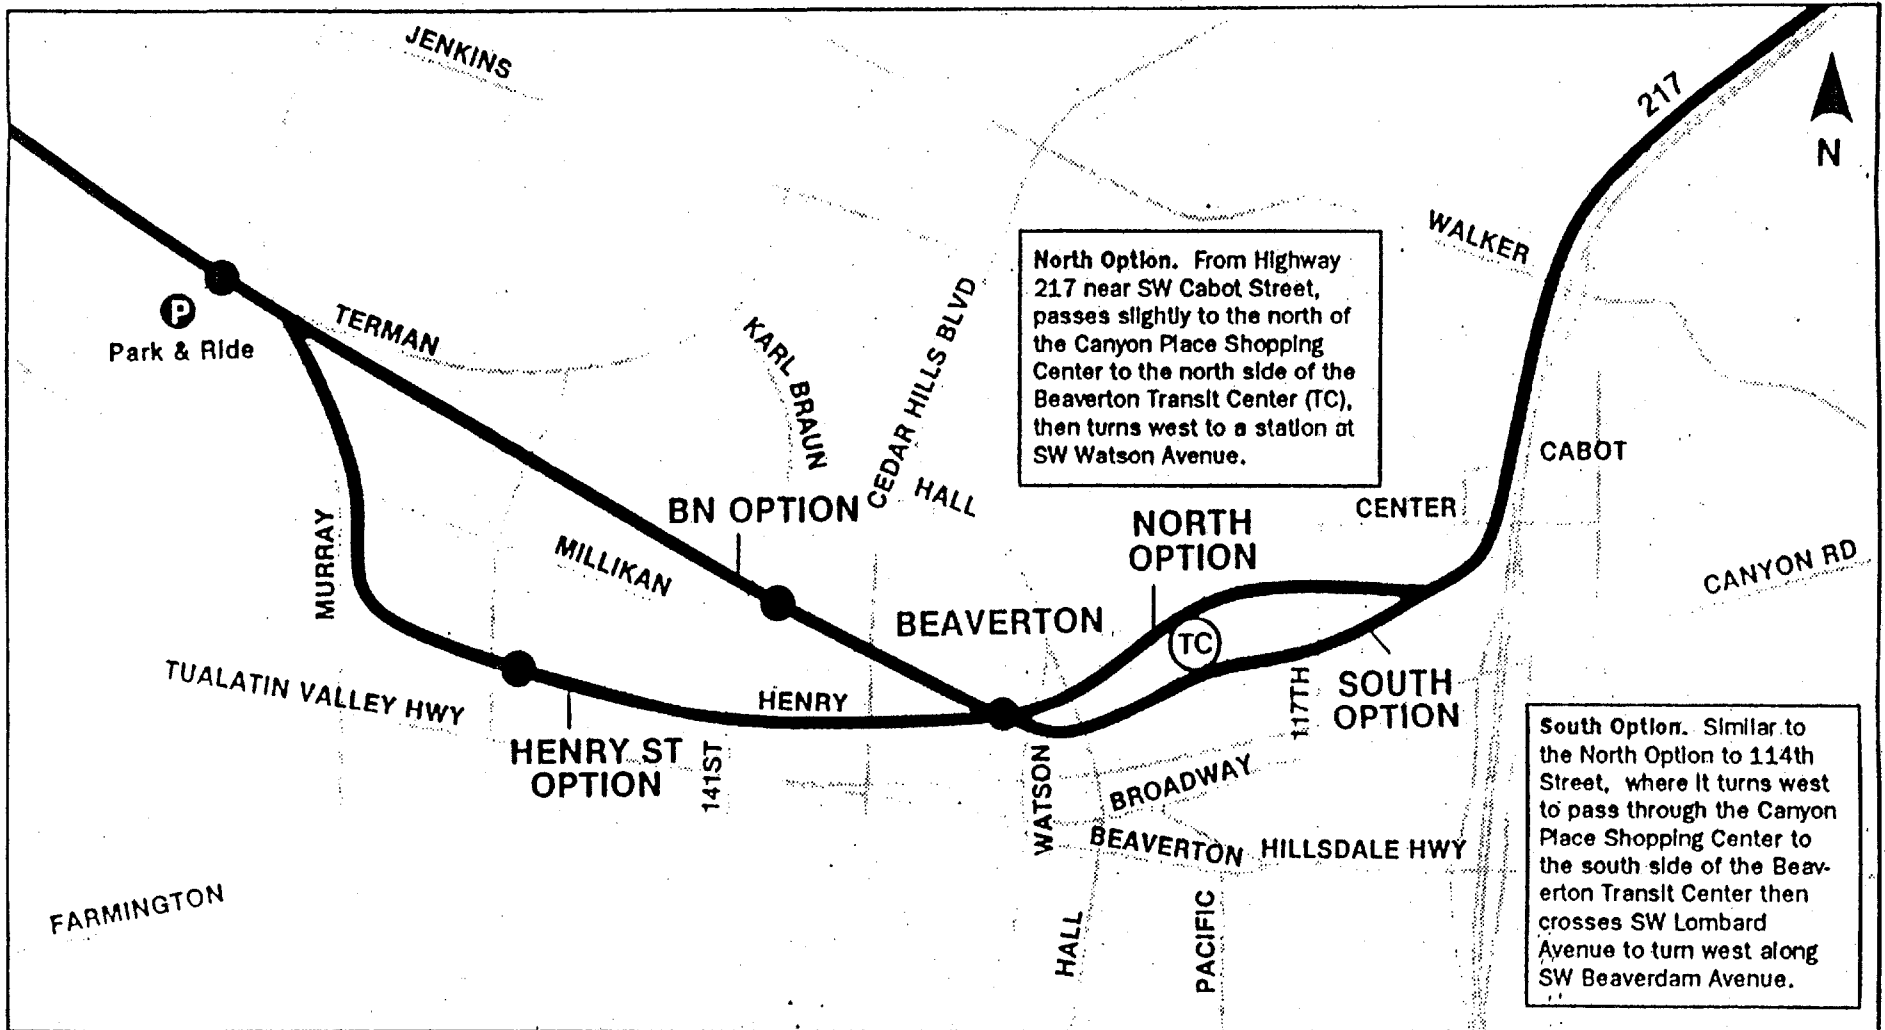 JENKINS
217
N
WALKER
North Option. From Highway
217 near SW Cabot Street,
passes slightly to the north of
the Canyon Place Shopping
Center to the north side of the
Beaverton Transit Center (TC),
then turns west to a station at
SW Watson Avenue.
P
Park & Ride
TERMAN
KARL BRAUN
CEDAR HILLS BLVD
HALL
CABOT
CENTER
BN OPTION
NORTH
OPTION
MURRAY
MILLIKAN
CANYON RD
BEAVERTON
TC
TUALATIN VALLEY HWY
HENRY
117TH
SOUTH
OPTION
HENRY ST
OPTION
141ST
WATSON
BROADWAY
BEAVERTON HILLSDALE HWY
South Option. Similar to
the North Option to 114th
Street, where it turns west
to pass through the Canyon
Place Shopping Center to
the south side of the Beav-
erton Transit Center then
crosses SW Lombard
Avenue to turn west along
SW Beaverdam Avenue.
FARMINGTON
HALL
PACIFIC